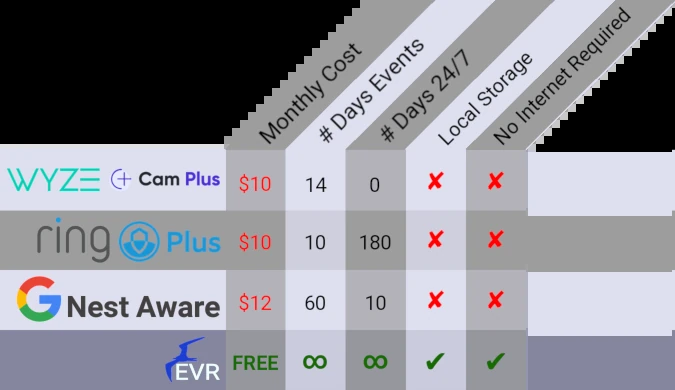 Monthly Cost
# Days Events
# Days 24/7
Local Storage
No Internet Required
WYZE Cam Plus $10 14 0 ✘ ✘
ring Plus $10 10 180 ✘ ✘
G Nest Aware $12 60 10 ✘ ✘
EVR FREE ∞ ∞ ✔ ✔